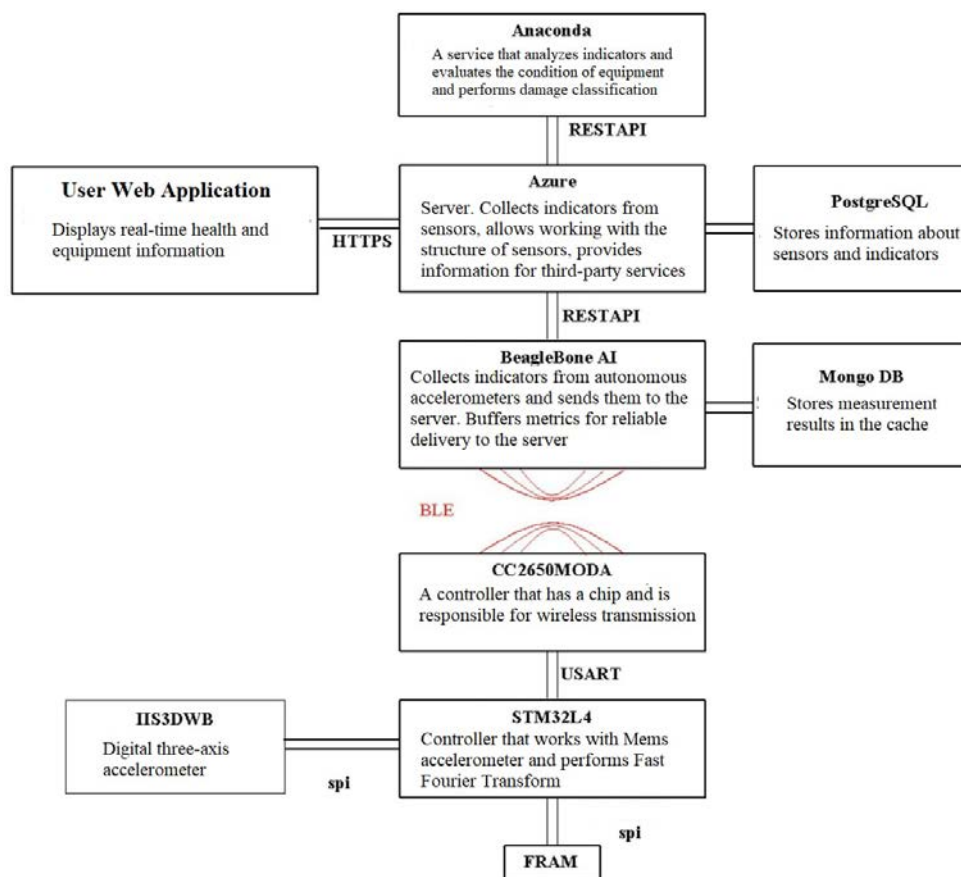 Anaconda
A service that analyzes indicators and
evaluates the condition of equipment
and performs damage classification
RESTAPI
User Web Application
Displays real-time health and
equipment information
HTTPS
Azure
Server. Collects indicators from
sensors, allows working with the
structure of sensors, provides
information for third-party services
PostgreSQL
Stores information about
sensors and indicators
RESTAPI
BeagleBone AI
Collects indicators from autonomous
accelerometers and sends them to the
server. Buffers metrics for reliable
delivery to the server
Mongo DB
Stores measurement
results in the cache
BLE
CC2650MODA
A controller that has a chip and is
responsible for wireless transmission
USART
IIS3DWB
Digital three-axis
accelerometer
spi
STM32L4
Controller that works with Mems
accelerometer and performs Fast
Fourier Transform
spi
FRAM